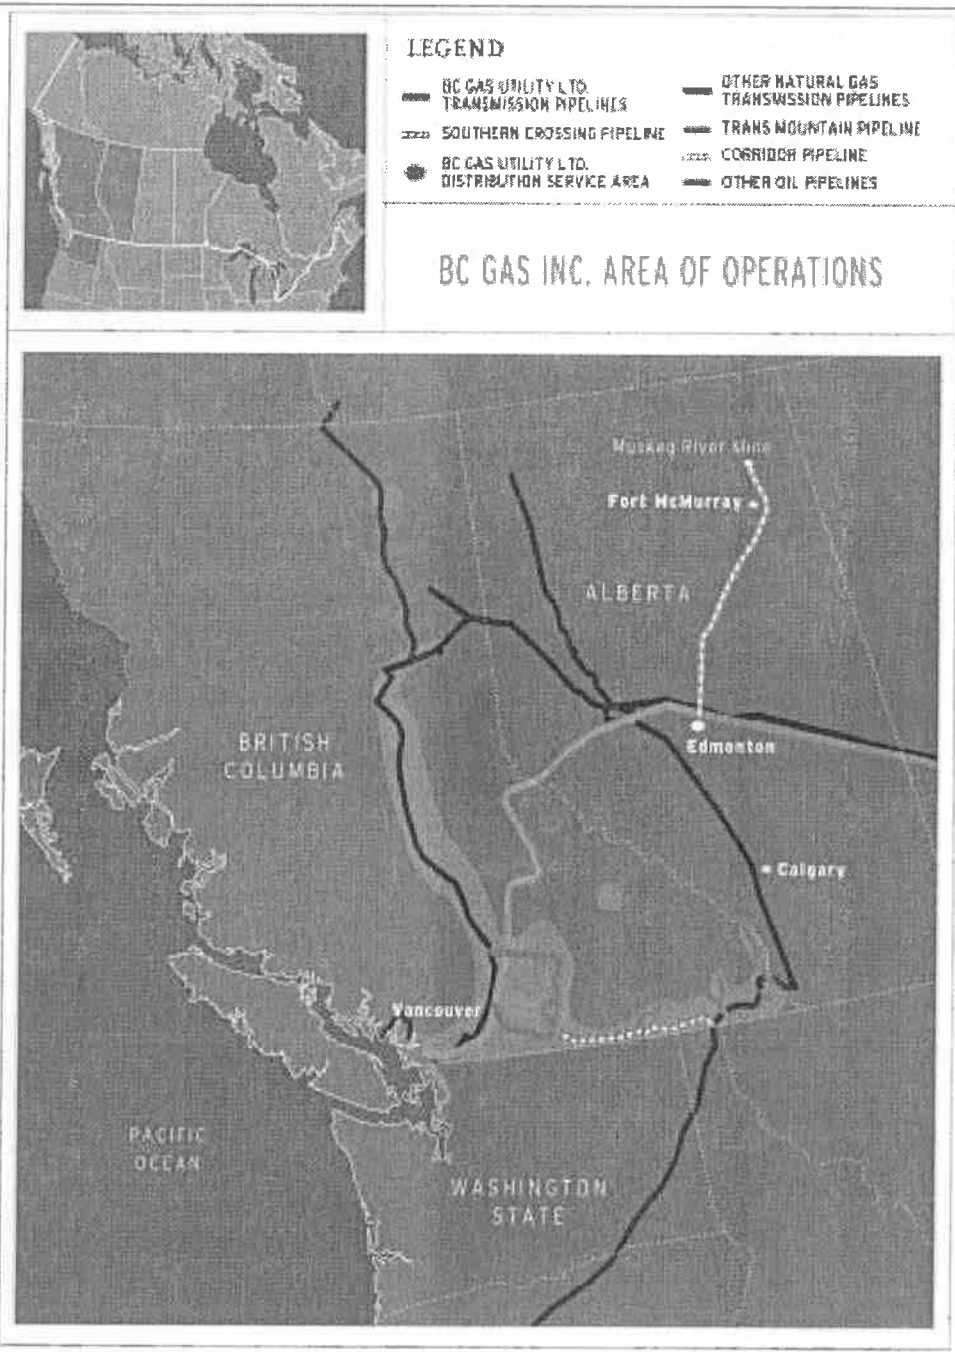 LEGEND
BC GAS UTILITY LTD.
TRANSMISSION PIPELINES
SOUTHERN CROSSING PIPELINE
BC GAS UTILITY LTD.
DISTRIBUTION SERVICE AREA
OTHER NATURAL GAS
TRANSMISSION PIPELINES
TRANS MOUNTAIN PIPELINE
CORRIDOR PIPELINE
OTHER OIL PIPELINES
BC GAS INC. AREA OF OPERATIONS
Muskeg River Mine
Fort McMurray
ALBERTA
BRITISH
COLUMBIA
Edmonton
Calgary
Vancouver
PACIFIC
OCEAN
WASHINGTON
STATE